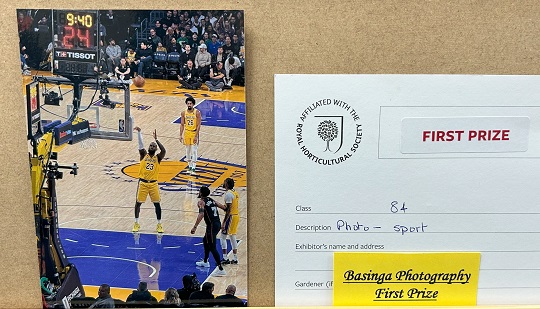 9:40
24
TISSOT
26
23
AFFILIATED WITH THE
ROYAL HORTICULTURAL SOCIETY
FIRST PRIZE
Class 84
Description Photo - sport
Exhibitor's name and address
Gardener (if
Basinga Photography
First Prize